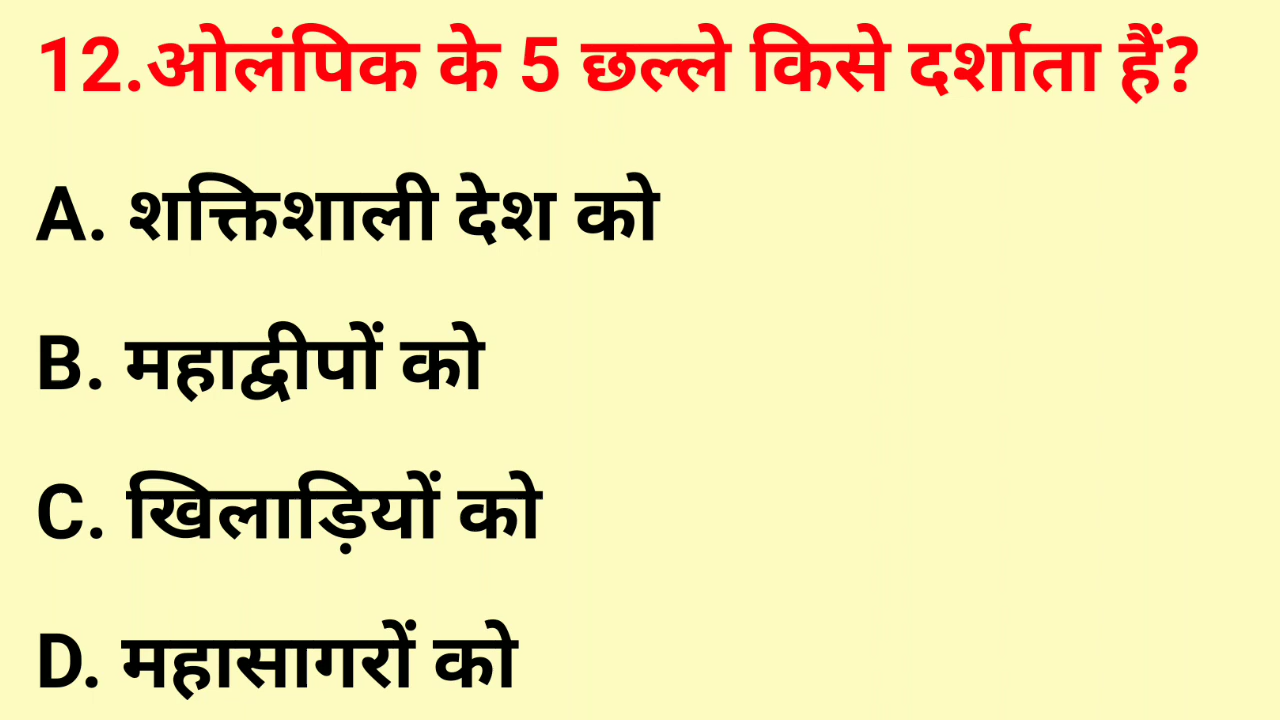 12.ओलंपिक के 5 छल्ले किसे दर्शाता हैं?
A. शक्तिशाली देश को
B. महाद्वीपों को
C. खिलाड़ियों को
D. महासागरों को